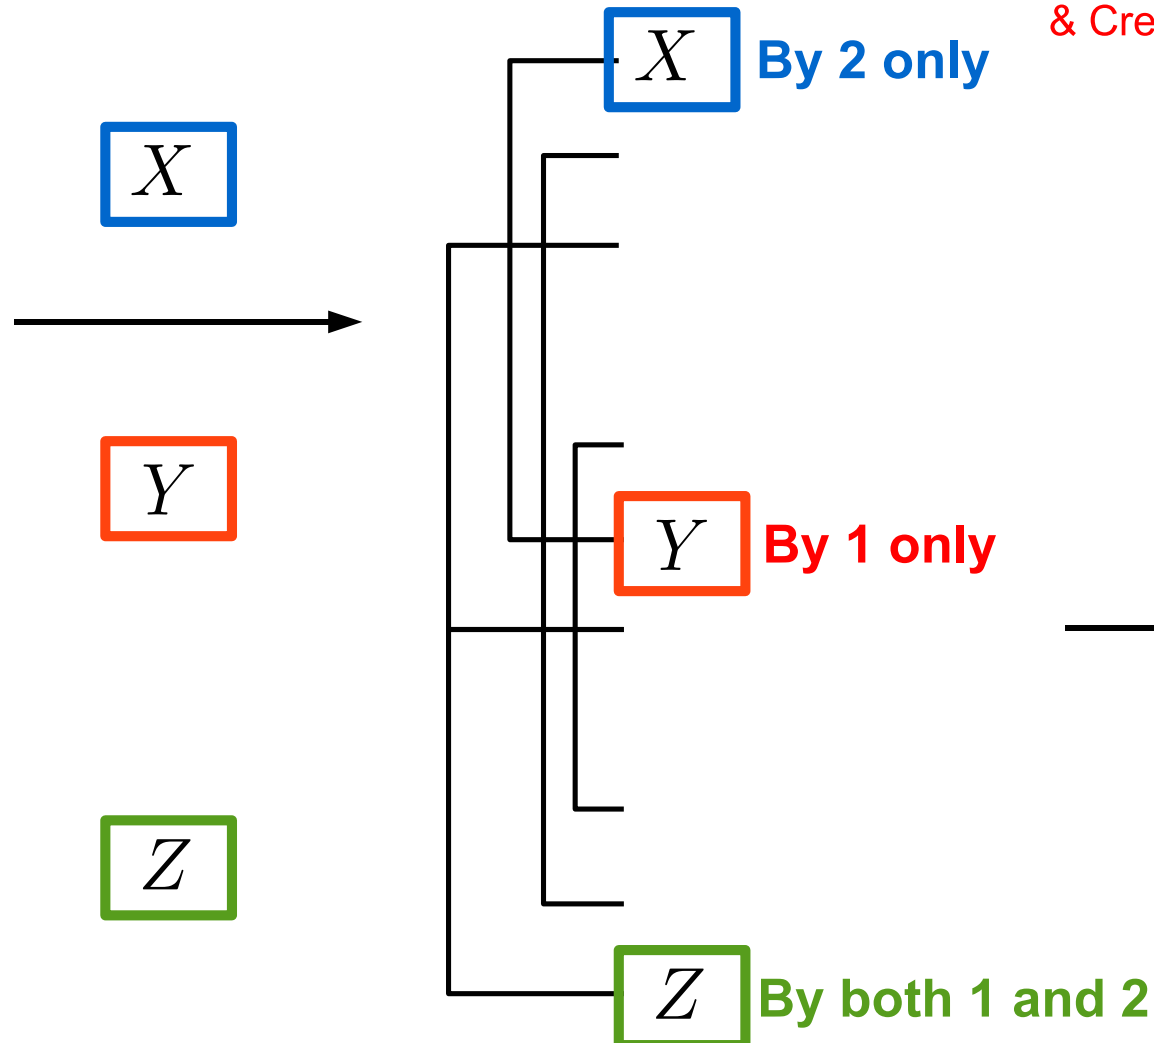 & Cre
X By 2 only
X
Y
Y By 1 only
Z
Z By both 1 and 2